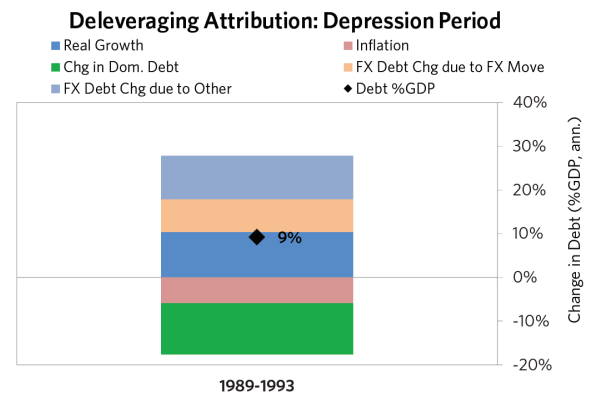 Deleveraging Attribution: Depression Period
Real Growth
Inflation
Chg in Dom. Debt
FX Debt Chg due to FX Move
FX Debt Chg due to Other
Debt %GDP
40%
30%
20%
10%
0%
-10%
-20%
Change in Debt (%GDP, ann.)
9%
1989-1993